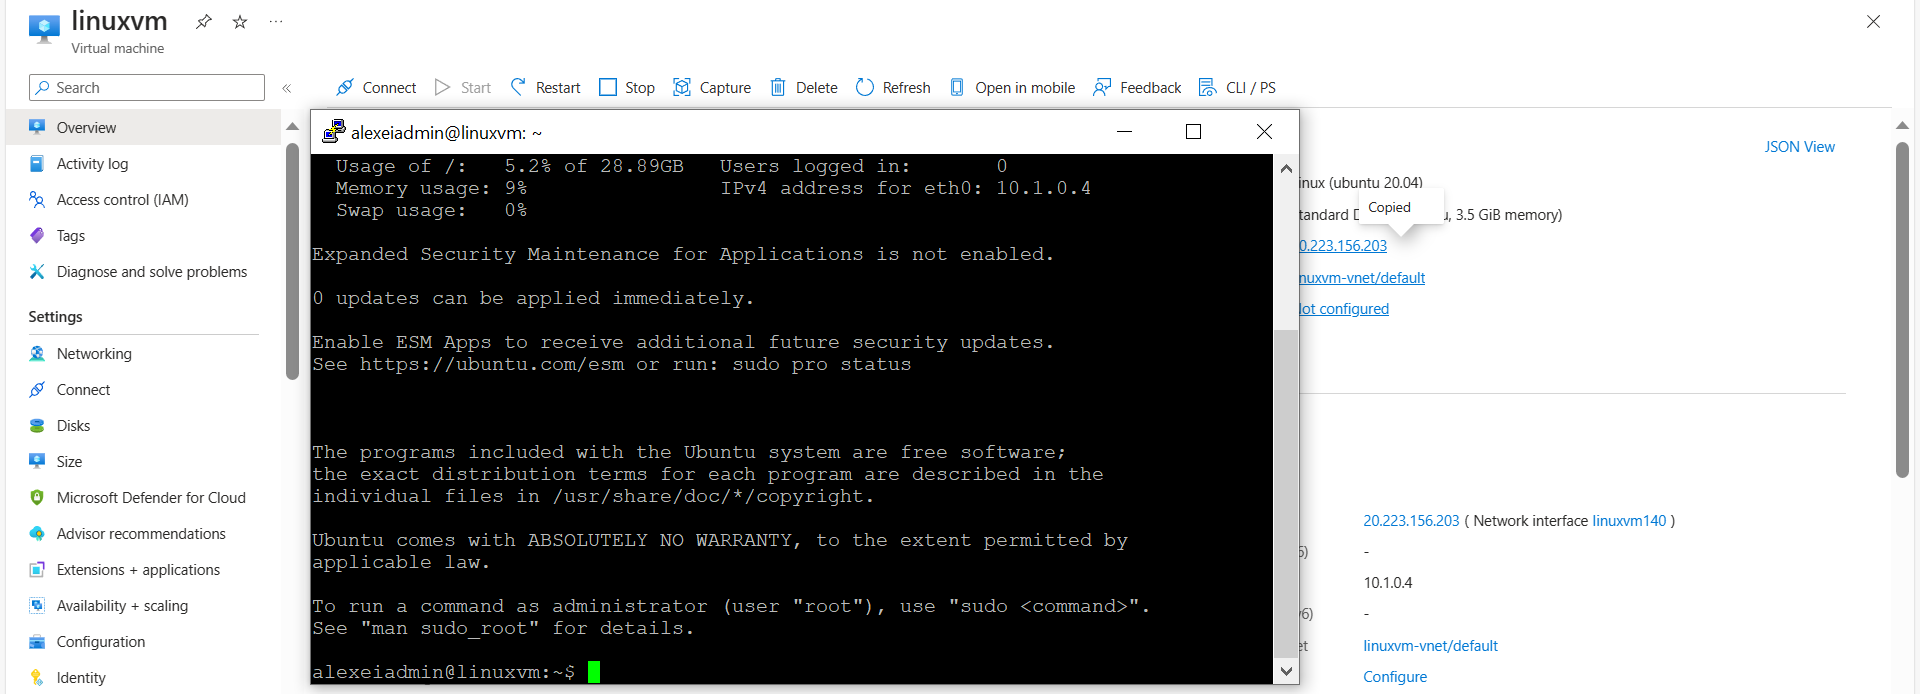 linuxvm
Virtual machine
Search
Connect
Start
Restart
Stop
Capture
Delete
Refresh
Open in mobile
Feedback
CLI / PS
Overview
Activity log
Access control (IAM)
Tags
Diagnose and solve problems
Settings
Networking
Connect
Disks
Size
Microsoft Defender for Cloud
Advisor recommendations
Extensions + applications
Availability + scaling
Configuration
Identity
alexeiadmin@linuxvm: ~
Usage of /: 5.2% of 28.89GB Users logged in: 0
Memory usage: 9% IPv4 address for eth0: 10.1.0.4
Swap usage: 0%
Expanded Security Maintenance for Applications is not enabled.
0 updates can be applied immediately.
Enable ESM Apps to receive additional future security updates.
See https://ubuntu.com/esm or run: sudo pro status
The programs included with the Ubuntu system are free software;
the exact distribution terms for each program are described in the
individual files in /usr/share/doc/*/copyright.
Ubuntu comes with ABSOLUTELY NO WARRANTY, to the extent permitted by
applicable law.
To run a command as administrator (user "root"), use "sudo <command>".
See "man sudo_root" for details.
alexeiadmin@linuxvm:~$
JSON View
inux (ubuntu 20.04)
Copied
tandard D u, 3.5 GiB memory)
0.223.156.203
nuxvm-vnet/default
ot configured
20.223.156.203 ( Network interface linuxvm140 )
6) -
10.1.0.4
v6) -
et linuxvm-vnet/default
Configure